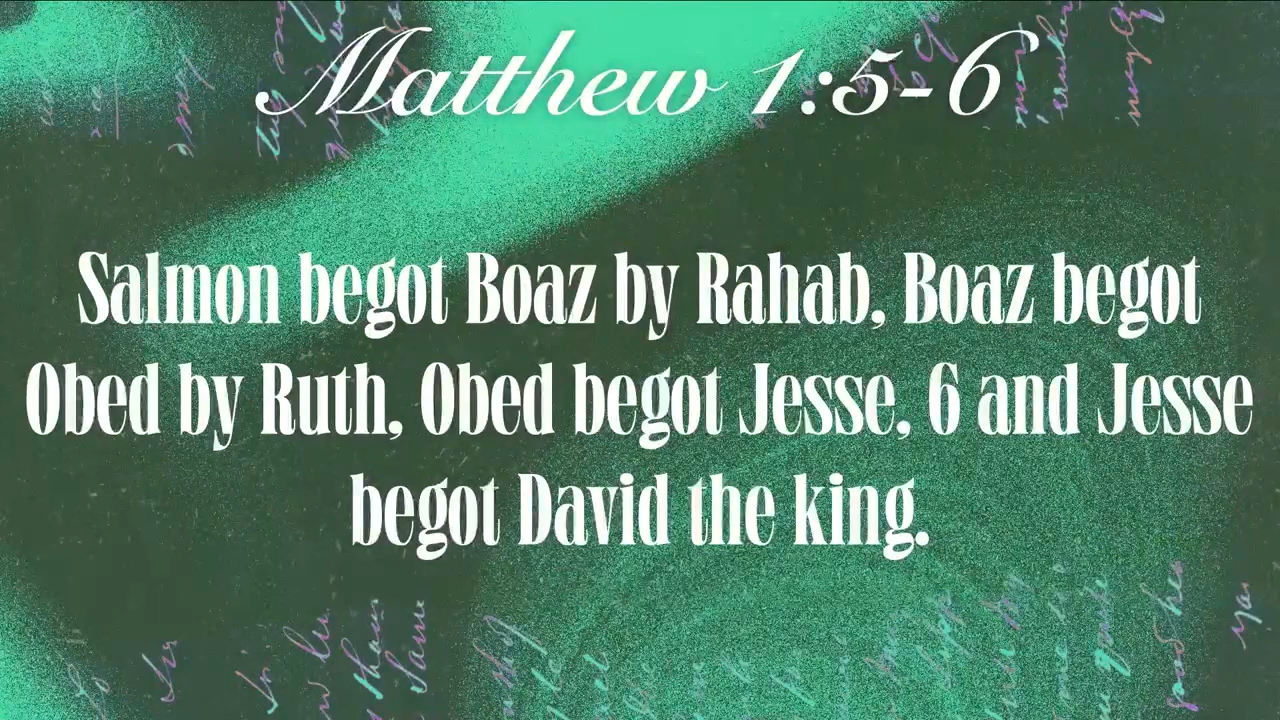 Matthew 1:5-6
Salmon begot Boaz by Rahab, Boaz begot
Obed by Ruth, Obed begot Jesse, 6 and Jesse
begot David the king.